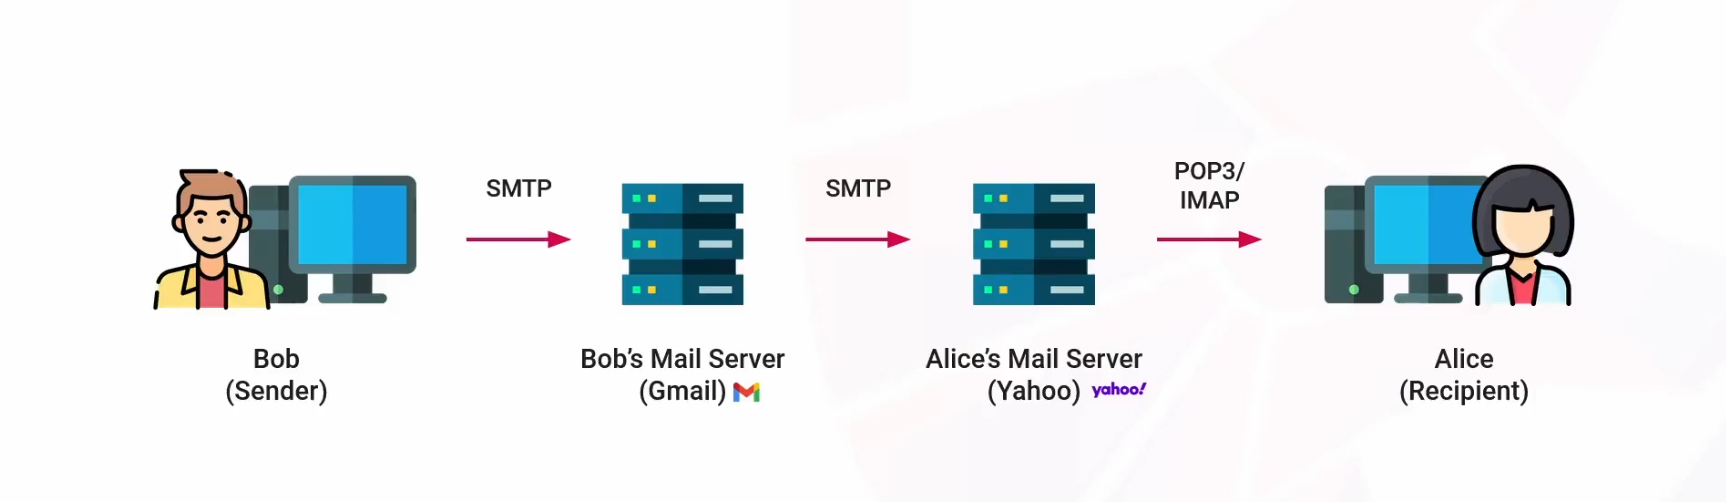 SMTP
SMTP
POP3/
IMAP
Bob
(Sender)
Bob's Mail Server
(Gmail)
Alice's Mail Server
(Yahoo) yahoo!
Alice
(Recipient)